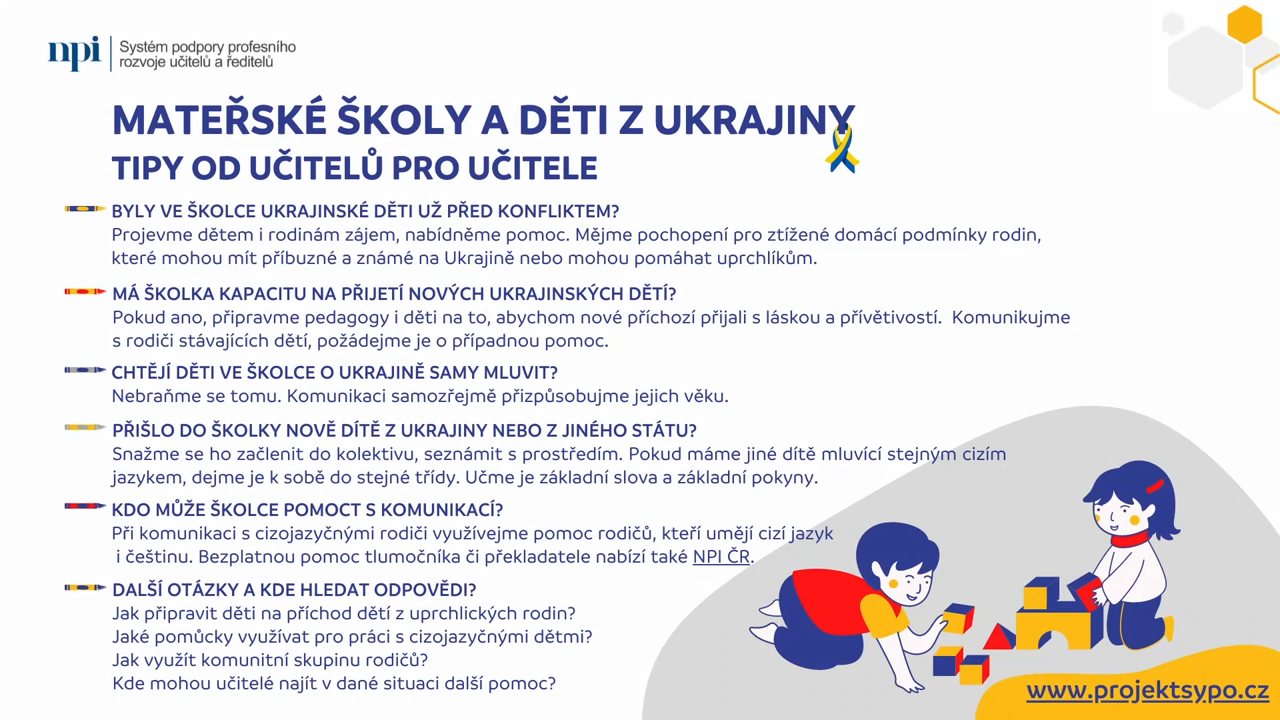 npi
Systém podpory profesního
rozvoje učitelů a ředitelů
MATEŘSKÉ ŠKOLY A DĚTI Z UKRAJINY
TIPY OD UČITELŮ PRO UČITELE
BYLY VE ŠKOLCE UKRAJINSKÉ DĚTI UŽ PŘED KONFLIKTEM?
Projevme dětem i rodinám zájem, nabídněme pomoc. Mějme pochopení pro ztížené domácí podmínky rodin,
které mohou mít příbuzné a známé na Ukrajině nebo mohou pomáhat uprchlíkům.
MÁ ŠKOLKA KAPACITU NA PŘIJETÍ NOVÝCH UKRAJINSKÝCH DĚTÍ?
Pokud ano, připravme pedagogy i děti na to, abychom nové příchozí přijali s láskou a přívětivostí. Komunikujme
s rodiči stávajících dětí, požádejme je o případnou pomoc.
CHTĚJÍ DĚTI VE ŠKOLCE O UKRAJINĚ SAMY MLUVIT?
Nebraňme se tomu. Komunikaci samozřejmě přizpůsobujme jejich věku.
PŘIŠLO DO ŠKOLKY NOVĚ DÍTĚ Z UKRAJINY NEBO Z JINÉHO STÁTU?
Snažme se ho začlenit do kolektivu, seznámit s prostředím. Pokud máme jiné dítě mluvící stejným cizím
jazykem, dejme je k sobě do stejné třídy. Učme je základní slova a základní pokyny.
KDO MŮŽE ŠKOLCE POMOCT S KOMUNIKACÍ?
Při komunikaci s cizojazyčnými rodiči využívejme pomoc rodičů, kteří umějí cizí jazyk
i češtinu. Bezplatnou pomoc tlumočníka či překladatele nabízí také NPI ČR.
DALŠÍ OTÁZKY A KDE HLEDAT ODPOVĚDI?
Jak připravit děti na příchod dětí z uprchlických rodin?
Jaké pomůcky využívat pro práci s cizojazyčnými dětmi?
Jak využít komunitní skupinu rodičů?
Kde mohou učitelé najít v dané situaci další pomoc?
www.projektsypo.cz